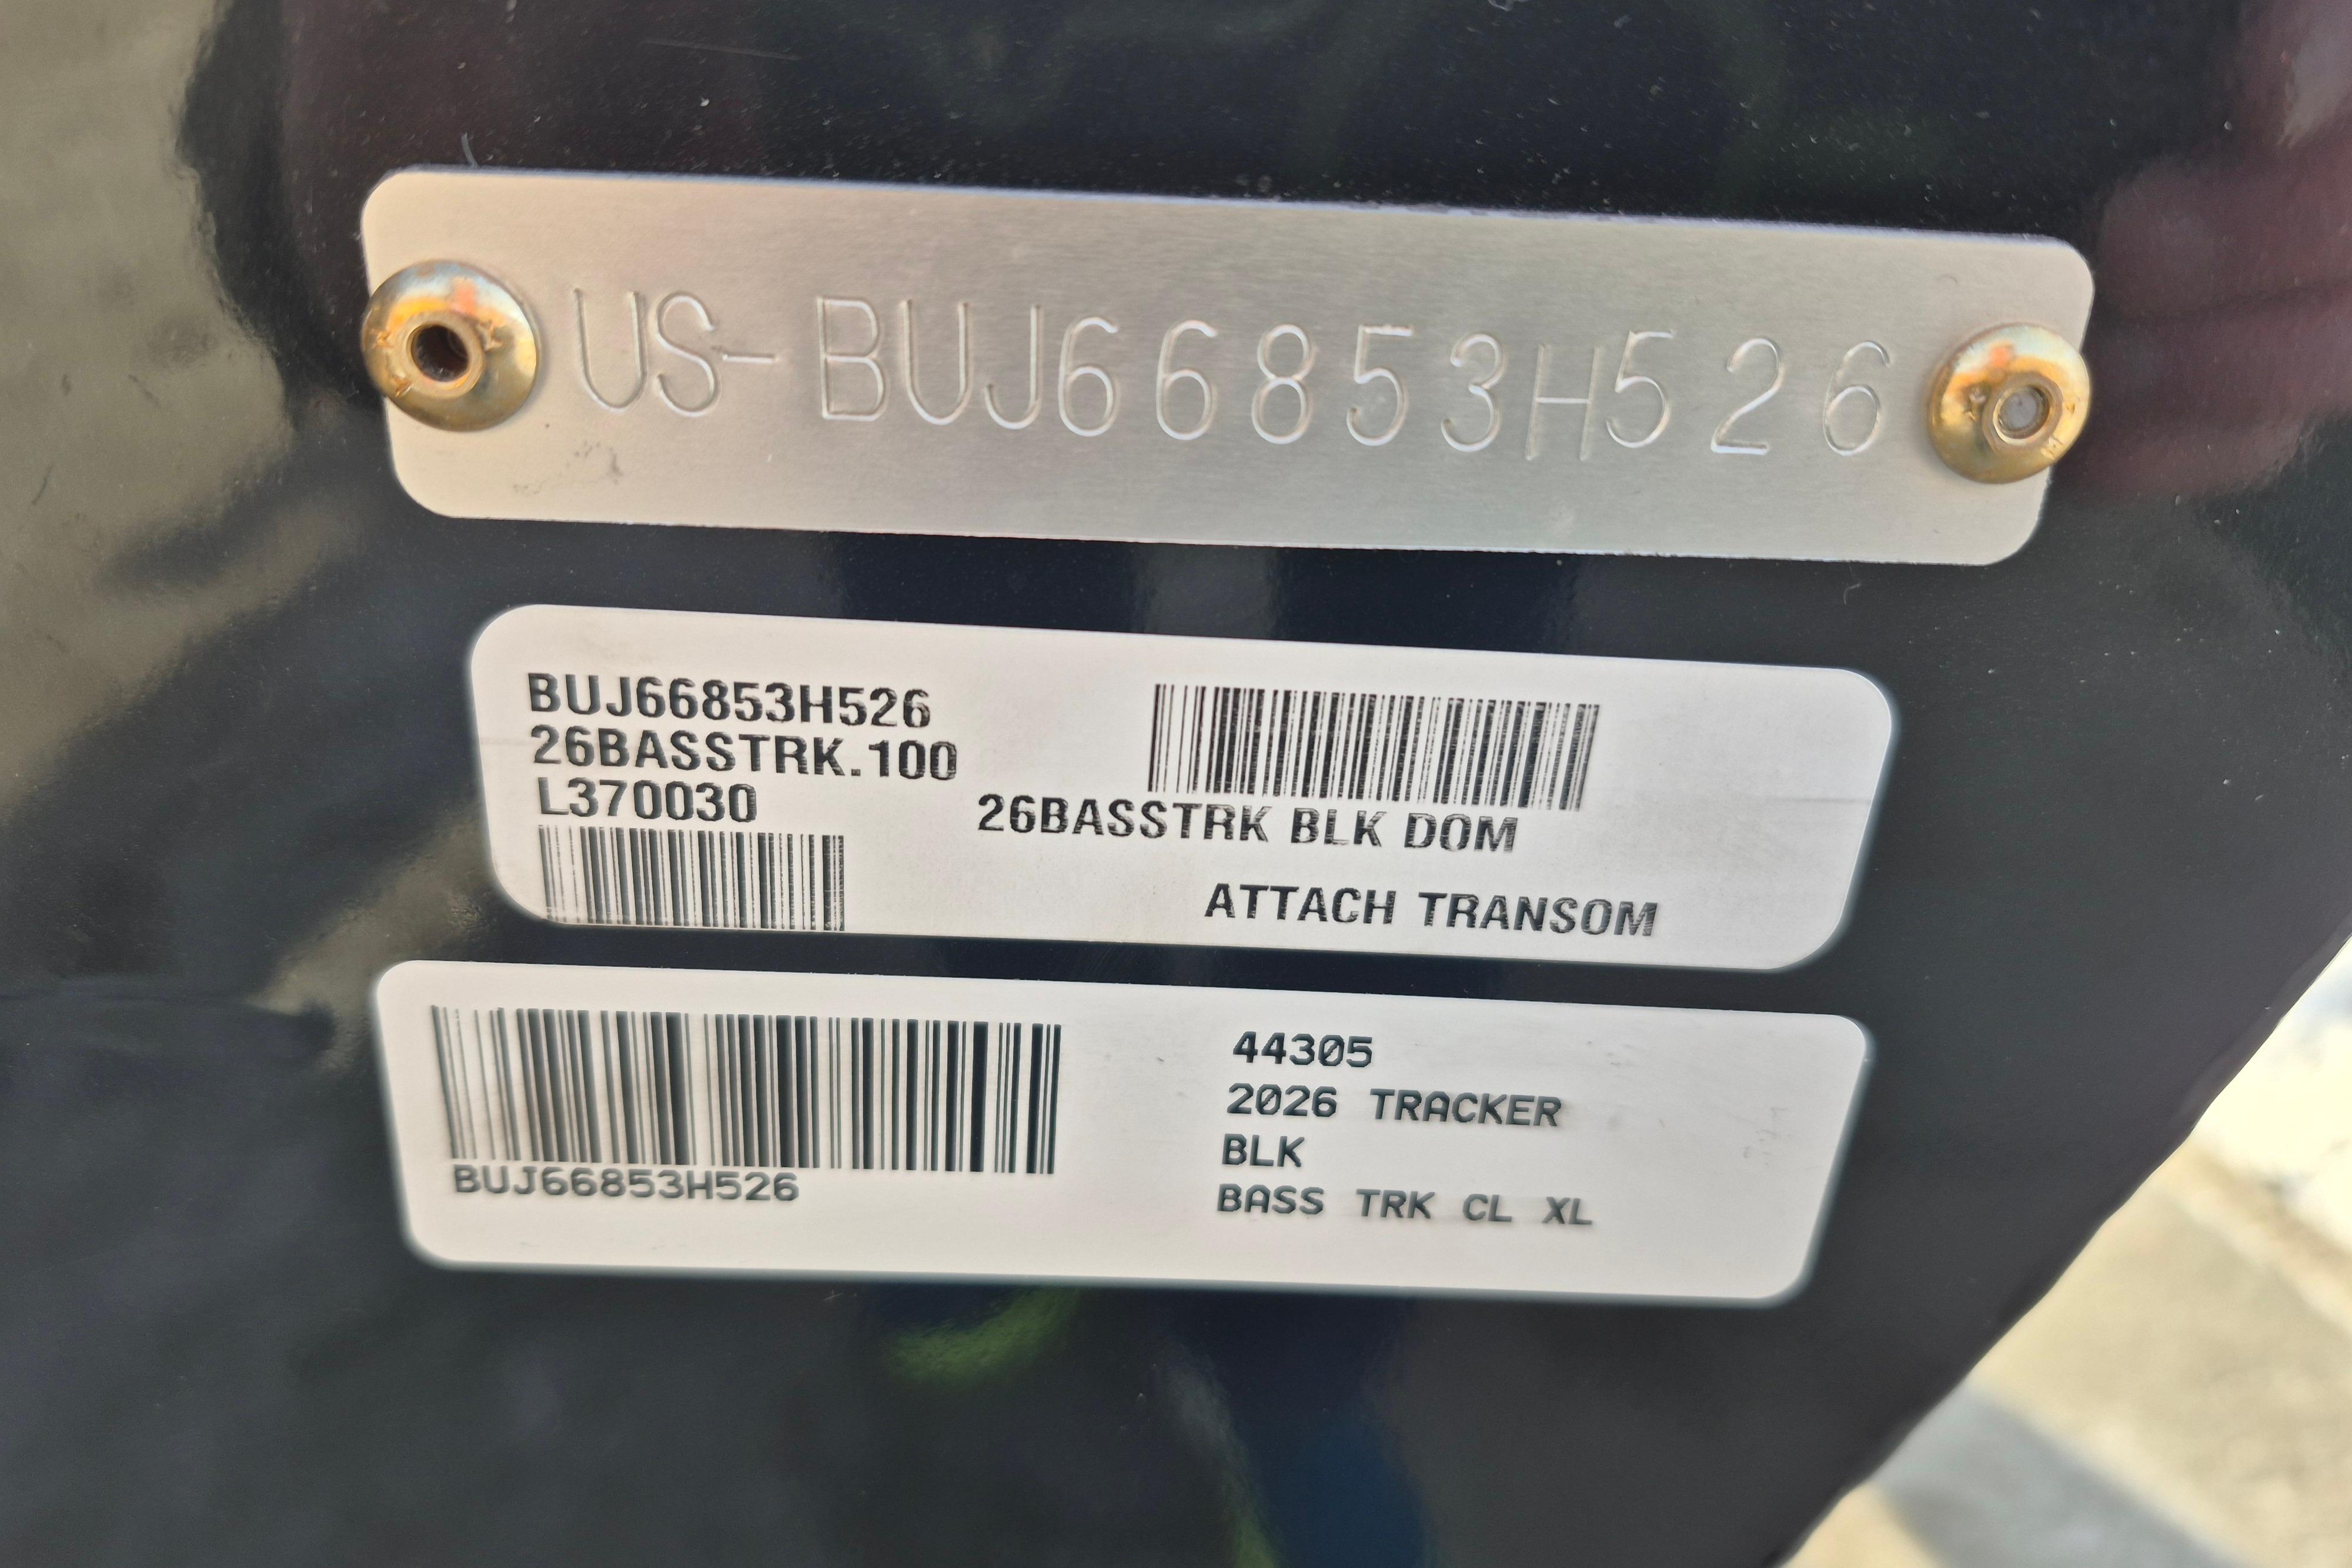 US-BUJ66853H526
BUJ66853H526
26BASSTRK.100
L370030
26BASSTRK BLK DOM
ATTACH TRANSOM
BUJ66853H526
44305
2026 TRACKER
BLK
BASS TRK CL XL